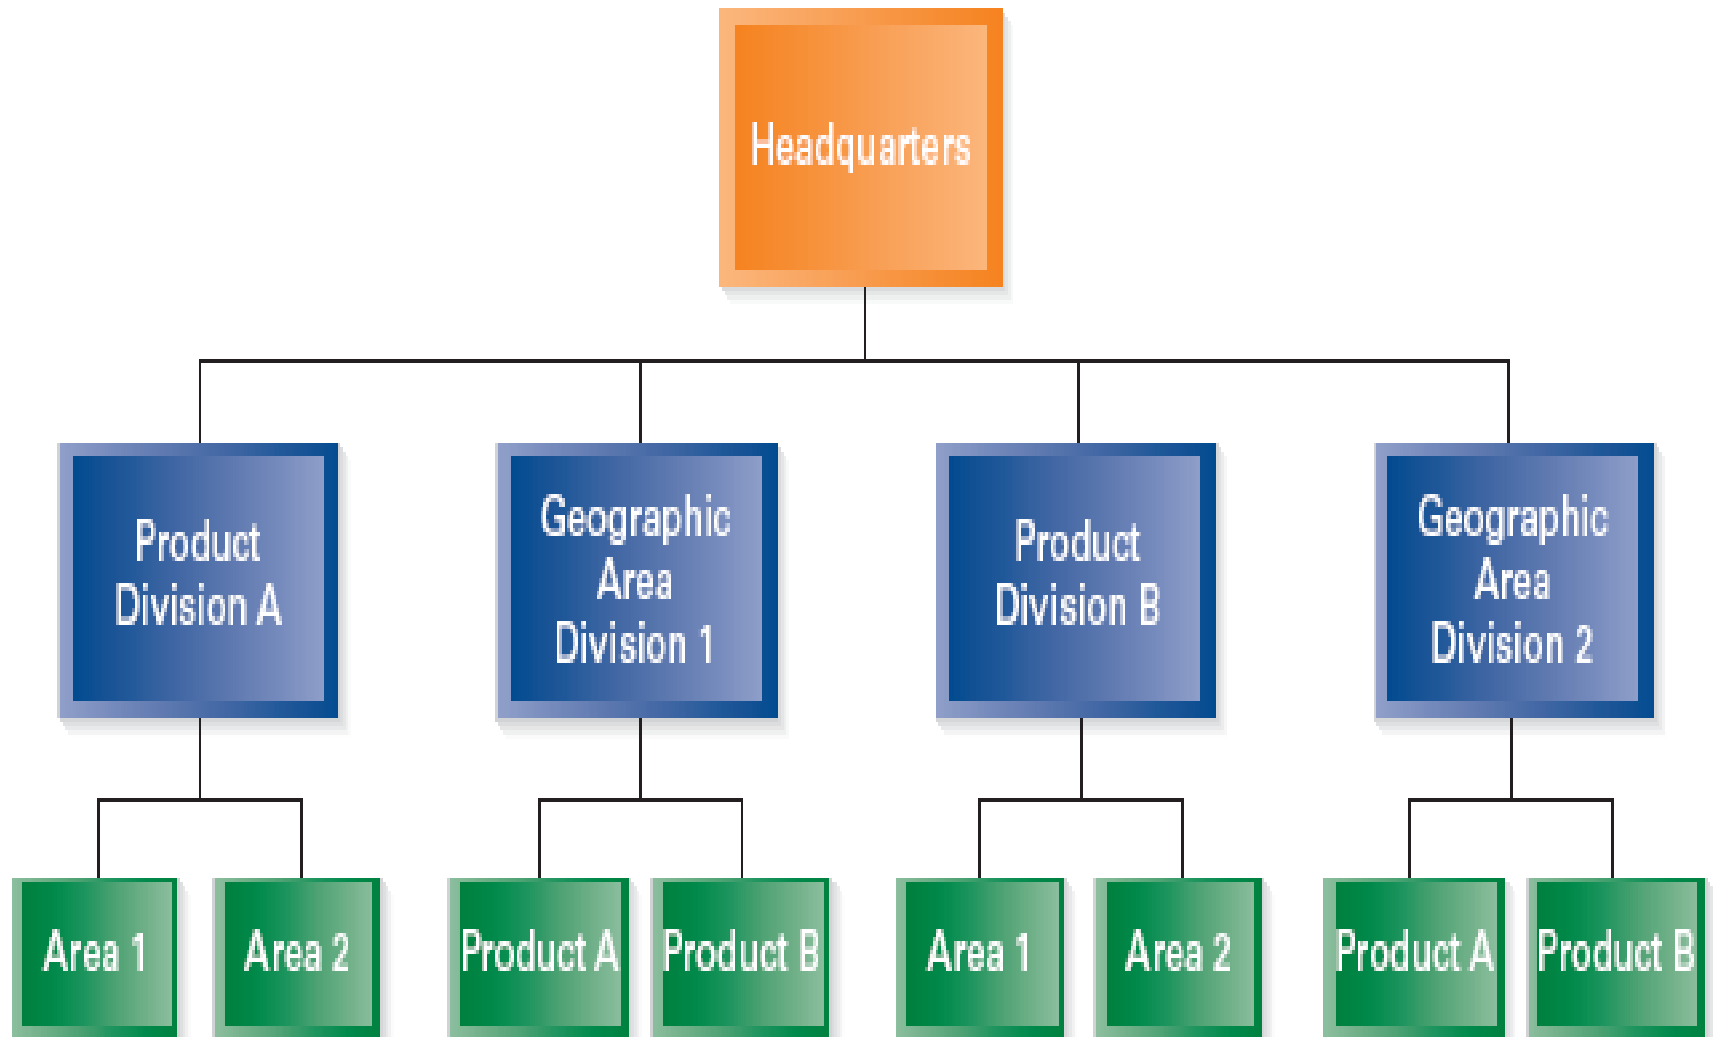 Headquarters
Product
Division A
Geographic
Area
Division 1
Product
Division B
Geographic
Area
Division 2
Area 1
Area 2
Product A
Product B
Area 1
Area 2
Product A
Product B